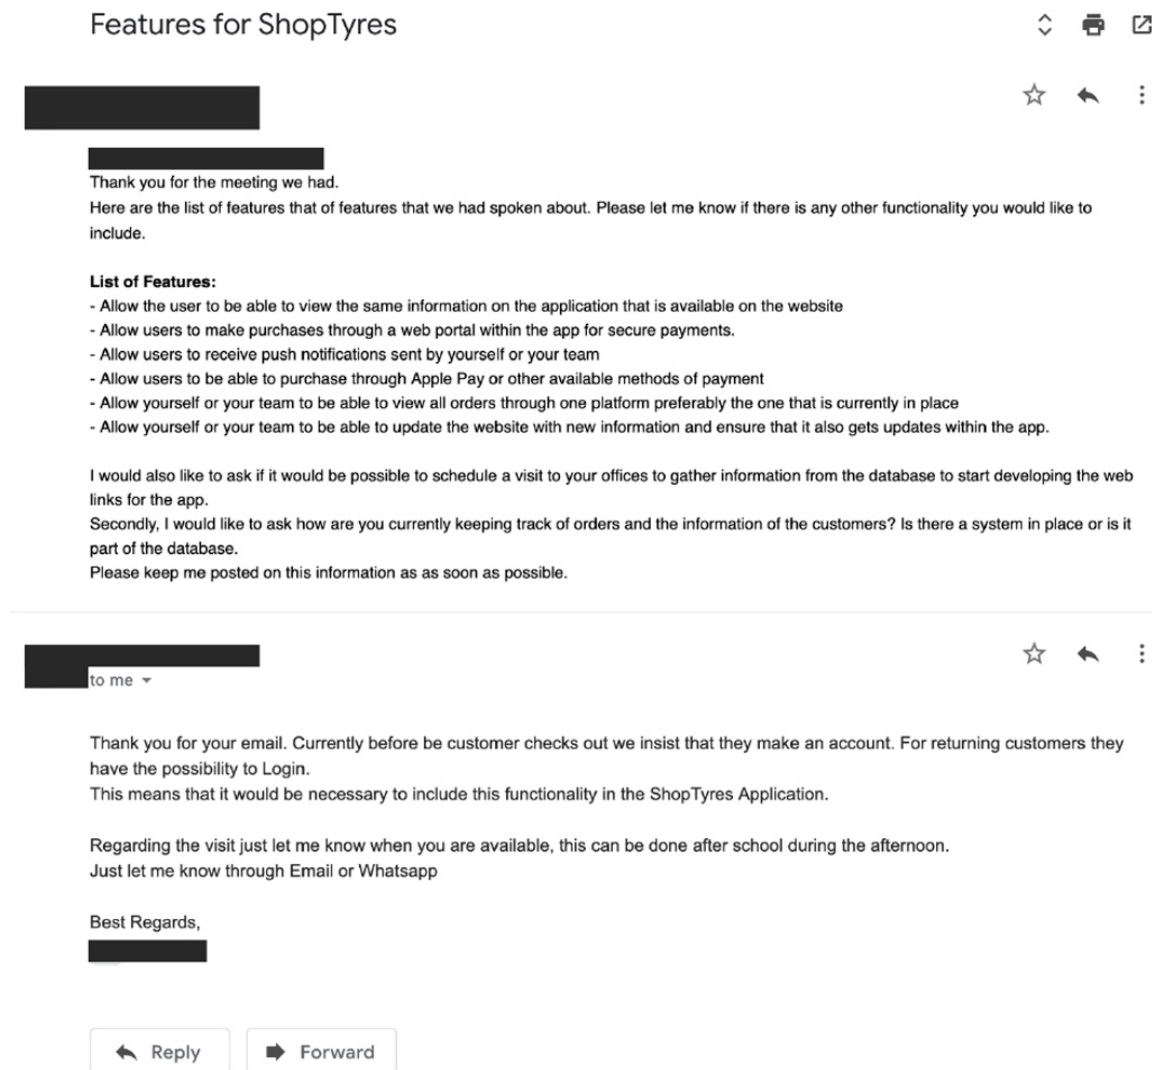 Features for ShopTyres
Thank you for the meeting we had.
Here are the list of features that of features that we had spoken about. Please let me know if there is any other functionality you would like to
include.
List of Features:
- Allow the user to be able to view the same information on the application that is available on the website
- Allow users to make purchases through a web portal within the app for secure payments.
- Allow users to receive push notifications sent by yourself or your team
- Allow users to be able to purchase through Apple Pay or other available methods of payment
- Allow yourself or your team to be able to view all orders through one platform preferably the one that is currently in place
- Allow yourself or your team to be able to update the website with new information and ensure that it also gets updates within the app.
I would also like to ask if it would be possible to schedule a visit to your offices to gather information from the database to start developing the web
links for the app.
Secondly, I would like to ask how are you currently keeping track of orders and the information of the customers? Is there a system in place or is it
part of the database.
Please keep me posted on this information as as soon as possible.
to me
Thank you for your email. Currently before be customer checks out we insist that they make an account. For returning customers they
have the possibility to Login.
This means that it would be necessary to include this functionality in the ShopTyres Application.
Regarding the visit just let me know when you are available, this can be done after school during the afternoon.
Just let me know through Email or Whatsapp
Best Regards,
Reply
Forward